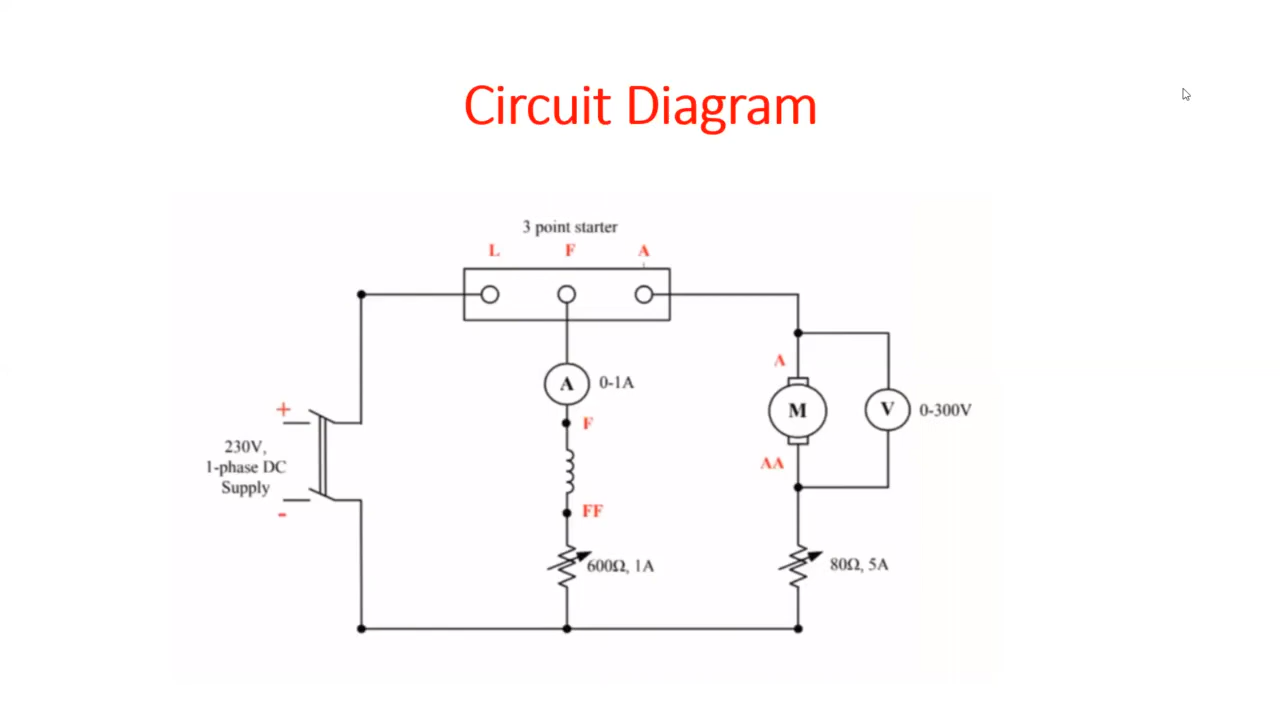 Circuit Diagram
3 point starter
L F A
A 0-1A
F
+
230V,
1-phase DC
Supply
-
A
M
V 0-300V
AA
FF
600Ω, 1A
80Ω, 5A